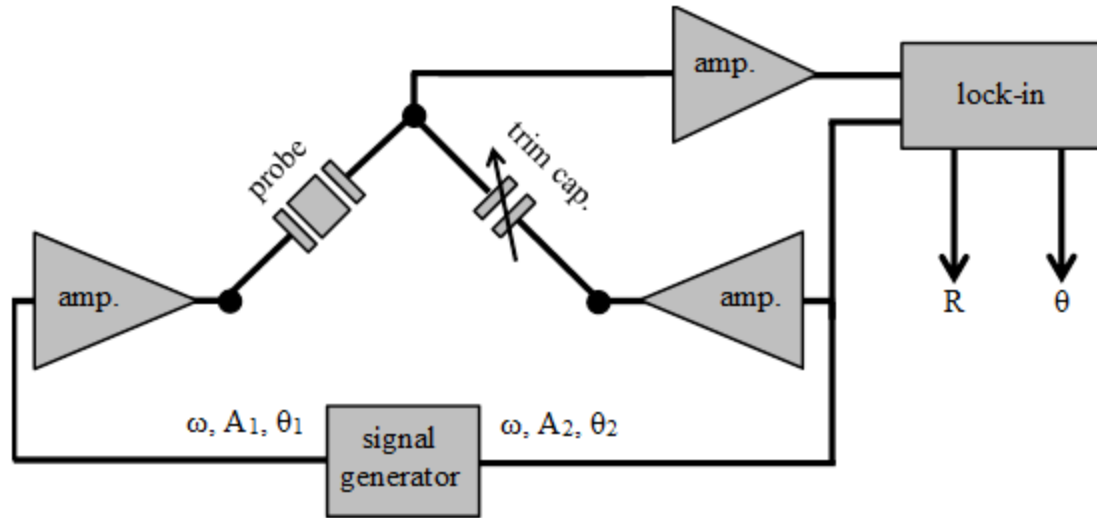 amp.
lock-in
probe
trim cap.
amp.
amp.
R
θ
ω, A1, θ1
signal
generator
ω, A2, θ2